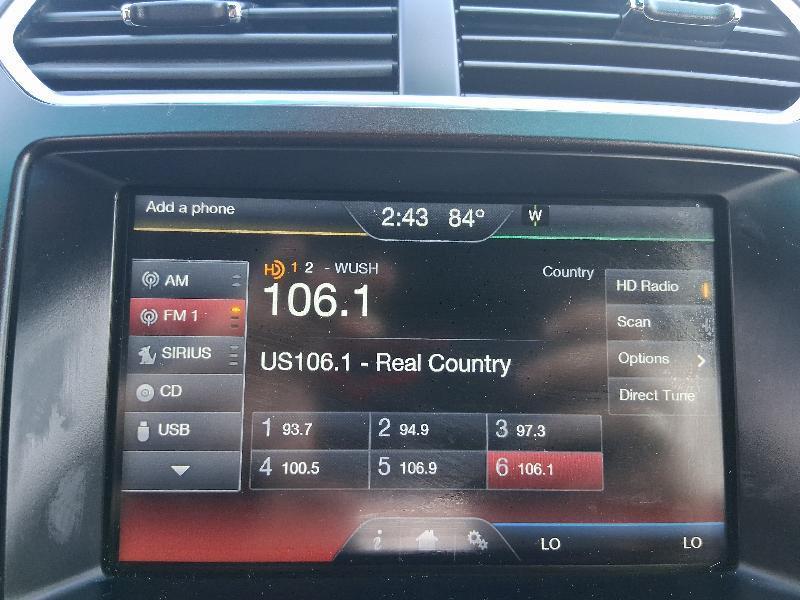 Add a phone
2:43 84° W
HD 1 2 - WUSH
Country
106.1
US106.1 - Real Country
AM
FM 1
SIRIUS
CD
USB
HD Radio
Scan
Options
Direct Tune
1 93.7 2 94.9 3 97.3
4 100.5 5 106.9 6 106.1
i
LO LO